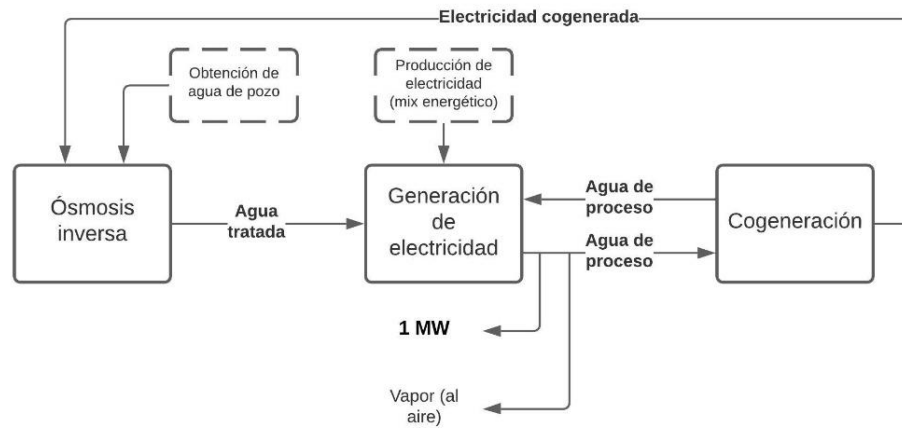 Electricidad cogenerada
Obtención de
agua de pozo
Producción de
electricidad
(mix energético)
Ósmosis
inversa
Agua
tratada
Generación
de
electricidad
Agua de
proceso
Agua de
proceso
Cogeneración
1 MW
Vapor (al
aire)